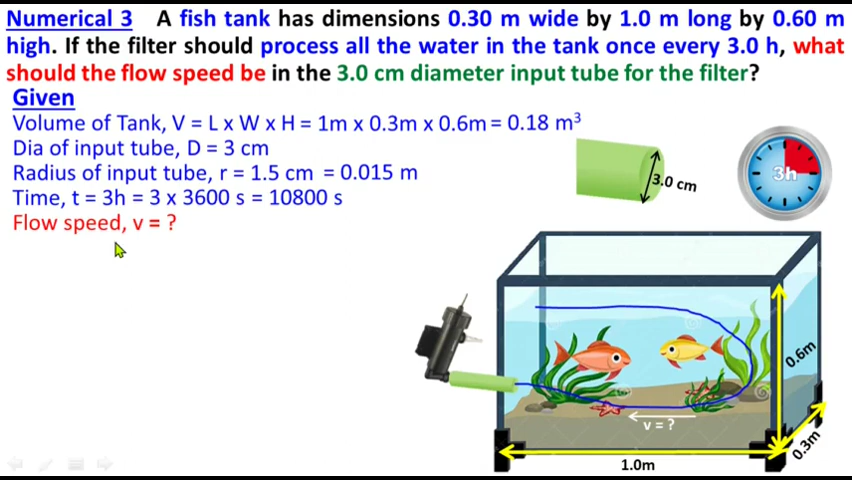 Numerical 3 A fish tank has dimensions 0.30 m wide by 1.0 m long by 0.60 m
high. If the filter should process all the water in the tank once every 3.0 h, what
should the flow speed be in the 3.0 cm diameter input tube for the filter?
Given
Volume of Tank, V = L x W x H = 1m x 0.3m x 0.6m = 0.18 m³
Dia of input tube, D = 3 cm
Radius of input tube, r = 1.5 cm = 0.015 m
Time, t = 3h = 3 x 3600 s = 10800 s
Flow speed, v = ?
3.0 cm
3h
0.6m
v = ?
0.3m
1.0m